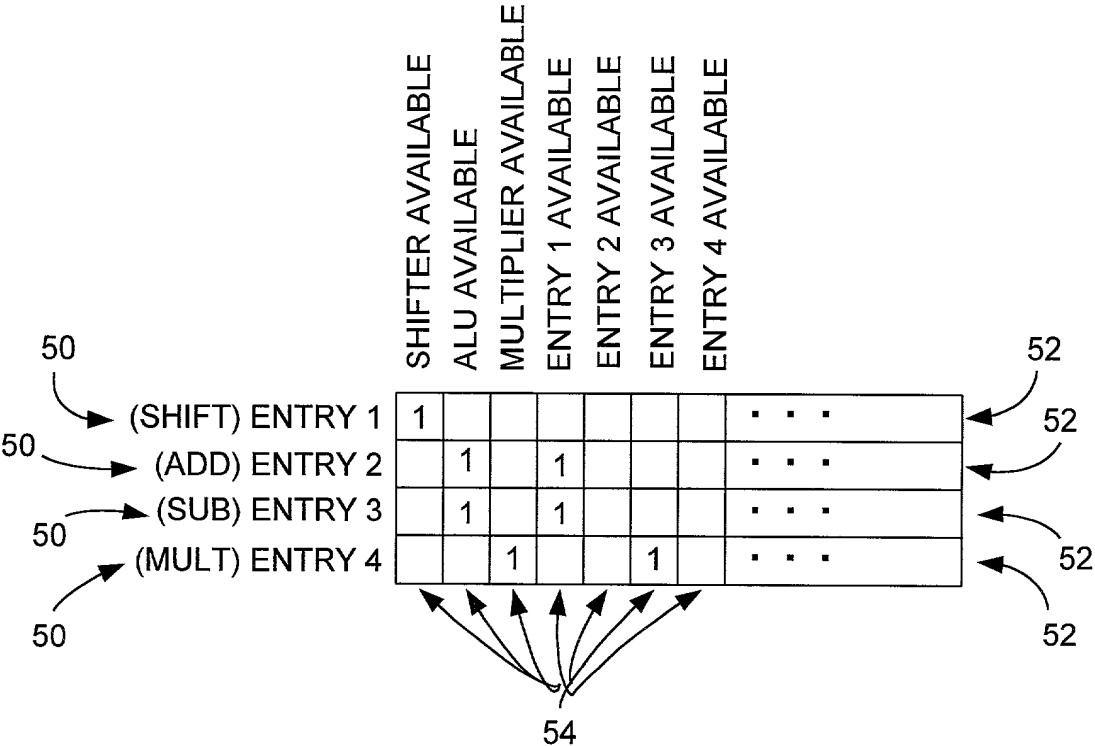 SHIFTER AVAILABLE
ALU AVAILABLE
MULTIPLIER AVAILABLE
ENTRY 1 AVAILABLE
ENTRY 2 AVAILABLE
ENTRY 3 AVAILABLE
ENTRY 4 AVAILABLE
50 (SHIFT) ENTRY 1 1 . . . 52
50 (ADD) ENTRY 2 1 1 . . . 52
50 (SUB) ENTRY 3 1 1 . . . 52
50 (MULT) ENTRY 4 1 1 . . . 52
54